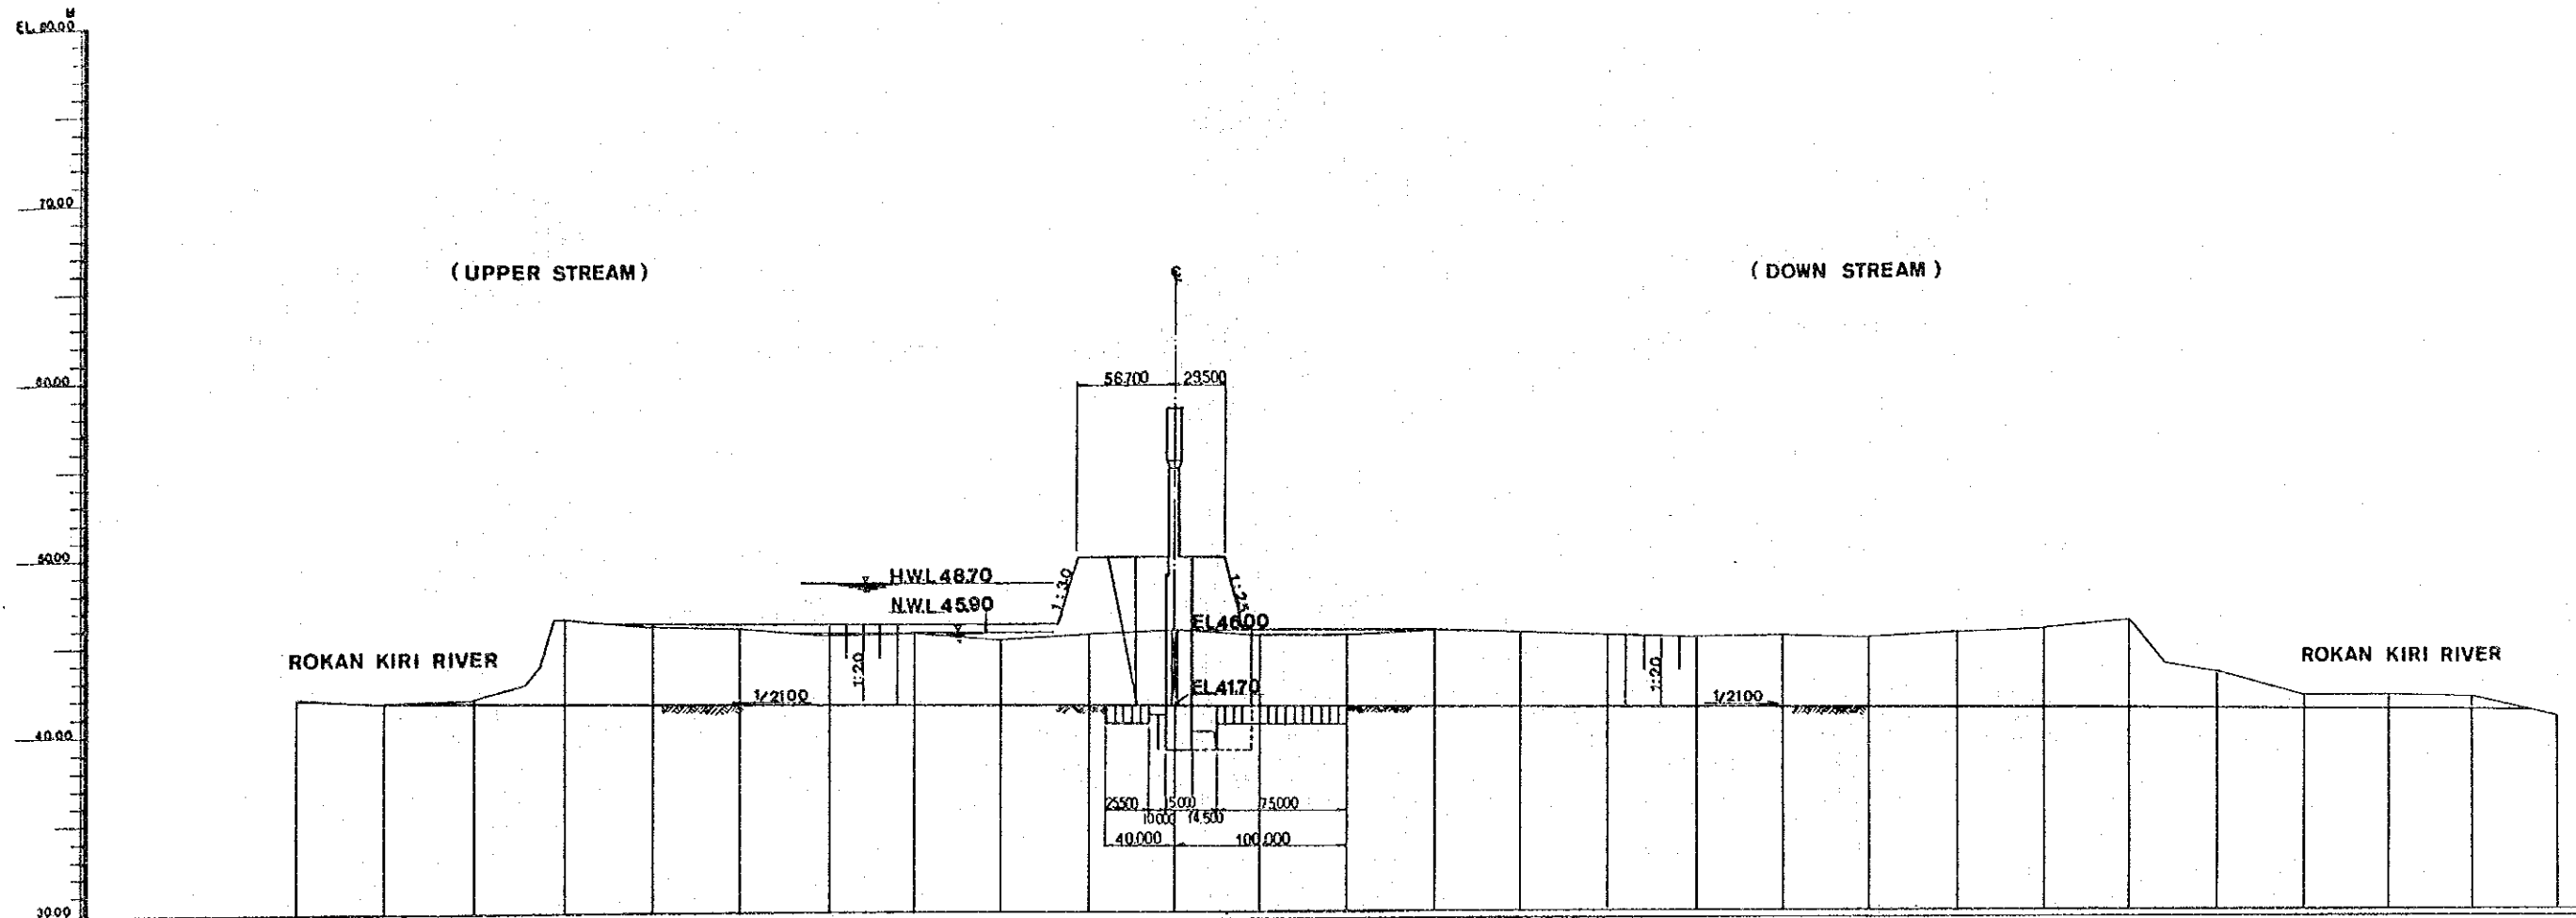 M
EL. 80.00
70.00
(UPPER STREAM)
(DOWN STREAM)
℄
60.00
56.700
29.500
50.00
H.W.L 48.70
1:3.0
1:2.5
N.W.L 45.90
EL.46.00
ROKAN KIRI RIVER
1:2.0
1:2.0
ROKAN KIRI RIVER
1/2100
EL.41.70
1/2100
40.00
25.500
15.000
75.000
10.000
14.500
40.000
100.000
30.00